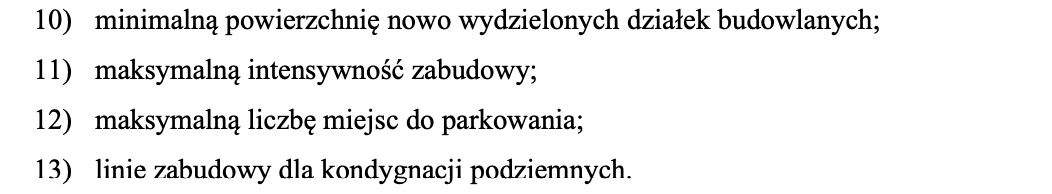 10) minimalną powierzchnię nowo wydzielonych działek budowlanych;
11) maksymalną intensywność zabudowy;
12) maksymalną liczbę miejsc do parkowania;
13) linie zabudowy dla kondygnacji podziemnych.